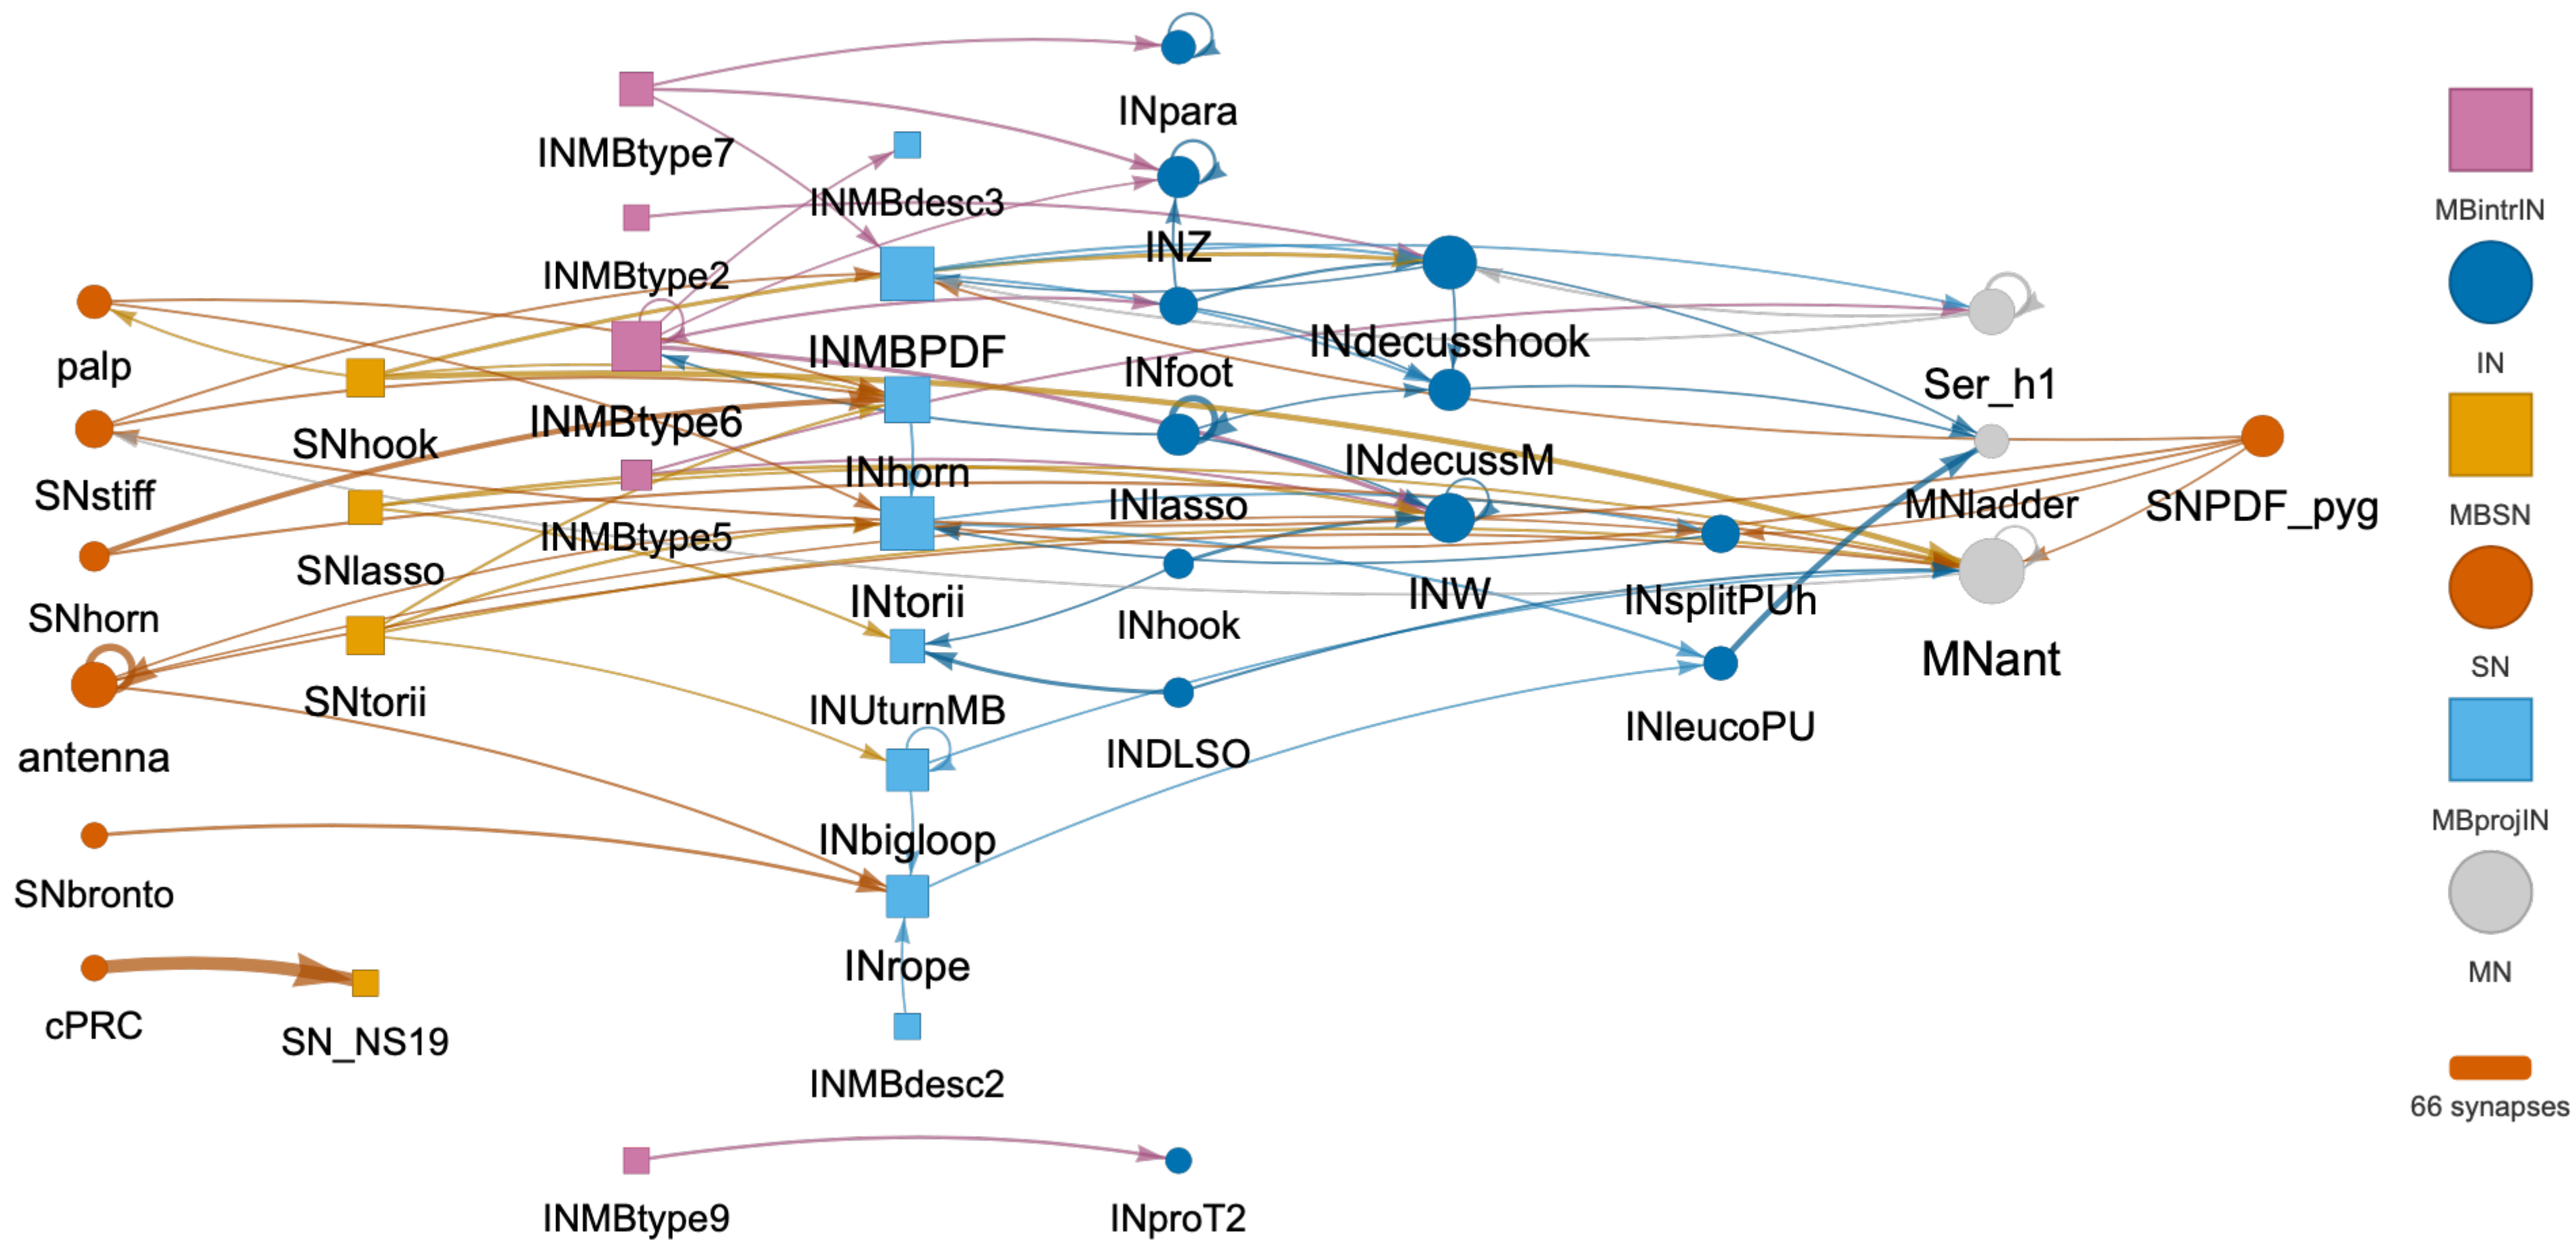 INpara
INMBtype7
INMBdesc3
INMBtype2
INZ
palp
INMBPDF
INfoot
INdecusshook
Ser_h1
SNhook
INMBtype6
SNstiff
INhorn
INlasso
INdecussM
MNladder
SNPDF_pyg
SNlasso
INMBtype5
SNhorn
INtorii
INhook
INW
INsplitPUh
MNant
SNtorii
INUturnMB
antenna
INDLSO
INleucoPU
INbigloop
SNbronto
INrope
cPRC
SN_NS19
INMBdesc2
INMBtype9
INproT2
MBintrIN
IN
MBSN
SN
MBprojIN
MN
66 synapses